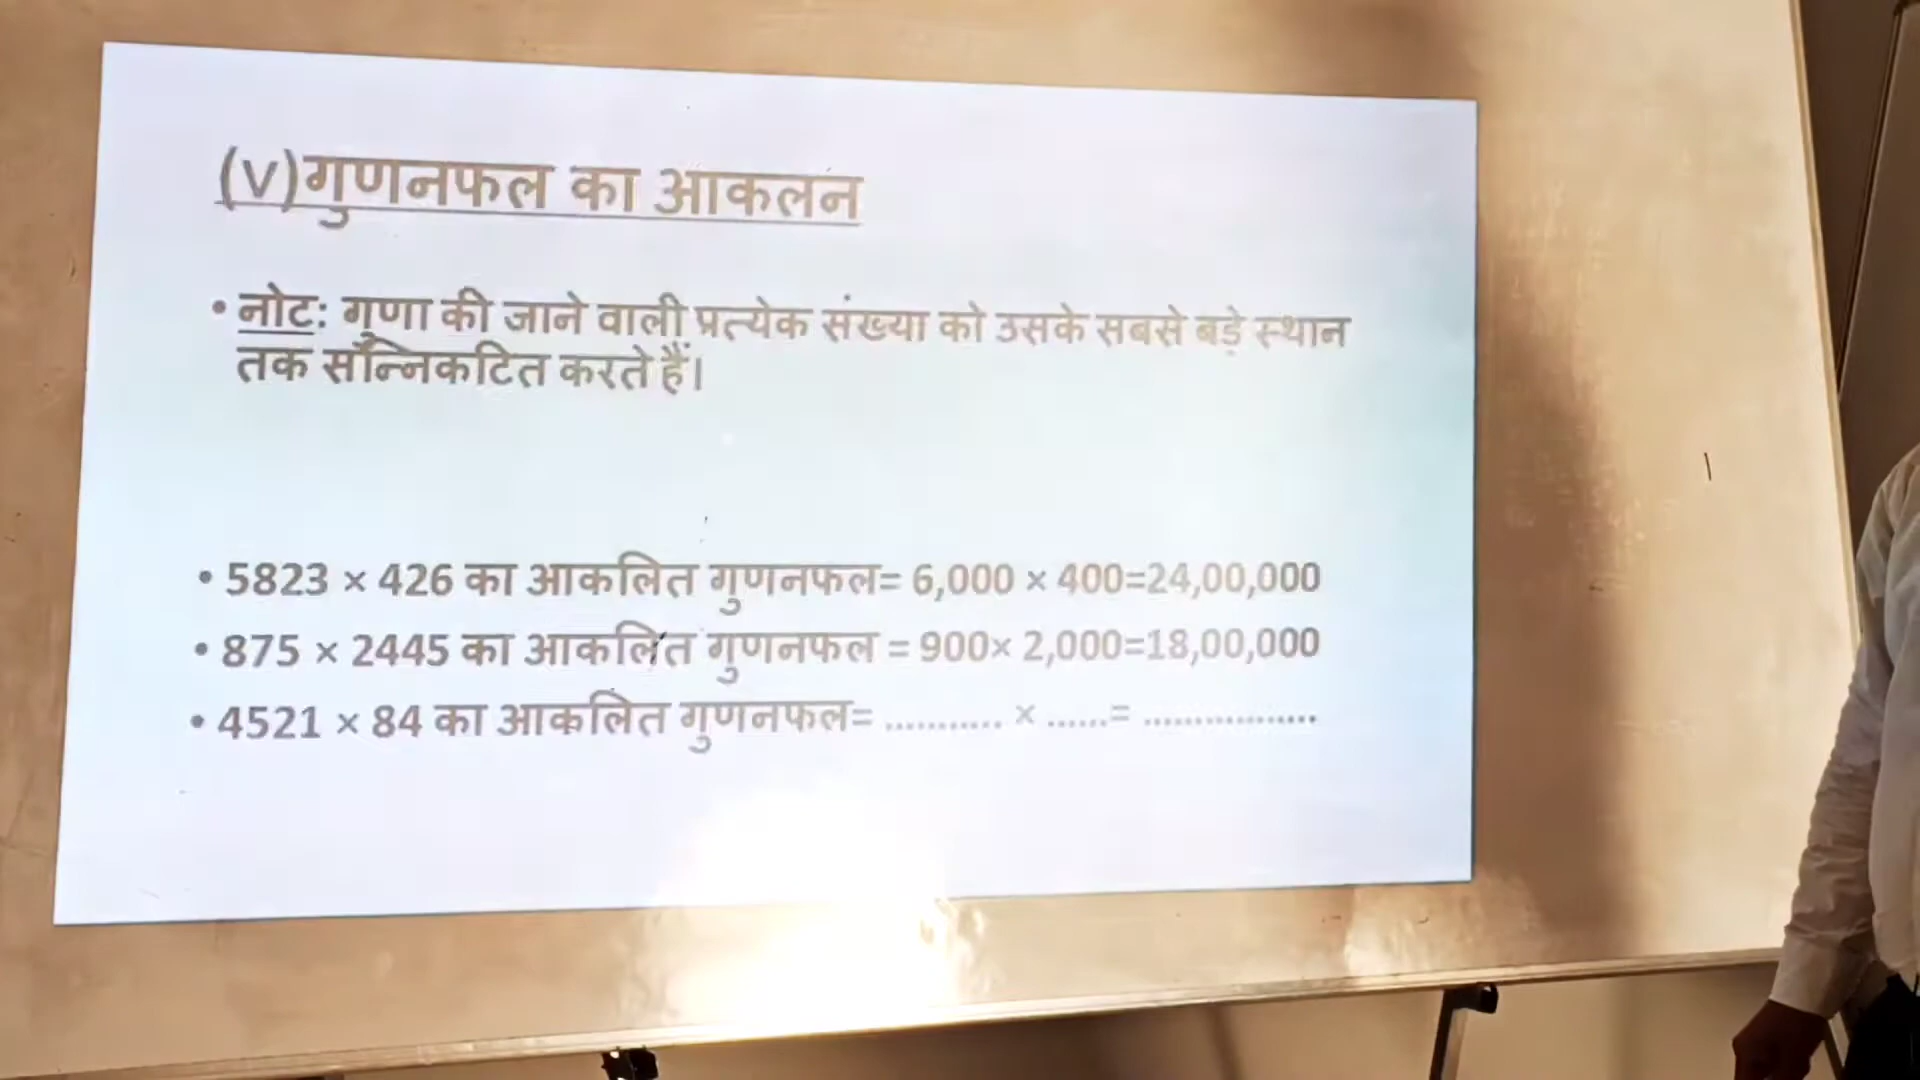 (v)गुणनफल का आकलन
• नोट: गुणा की जाने वाली प्रत्येक संख्या को उसके सबसे बड़े स्थान
तक सन्निकटित करते हैं।
• 5823 × 426 का आकलित गुणनफल= 6,000 × 400=24,00,000
• 875 × 2445 का आकलित गुणनफल = 900× 2,000=18,00,000
• 4521 × 84 का आकलित गुणनफल= ........... × ......= .................